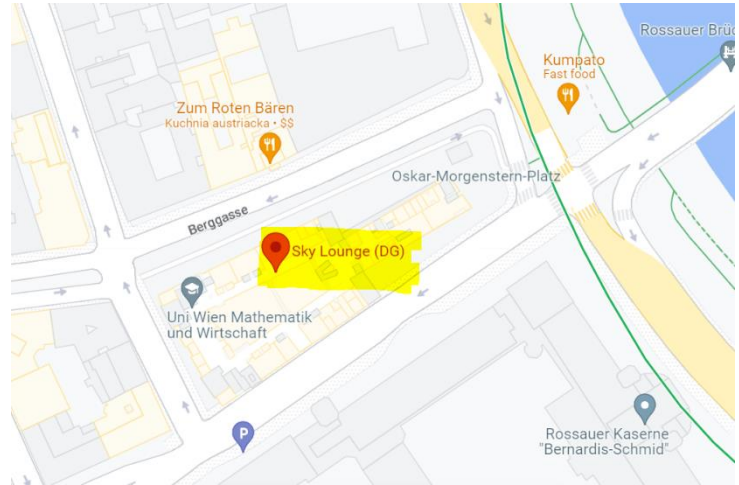 Rossauer Brüc
Kumpato
Fast food
Zum Roten Bären
Kuchnia austriacka • $$
Oskar-Morgenstern-Platz
Berggasse
Sky Lounge (DG)
Uni Wien Mathematik
und Wirtschaft
P
Rossauer Kaserne
"Bernardis-Schmid"